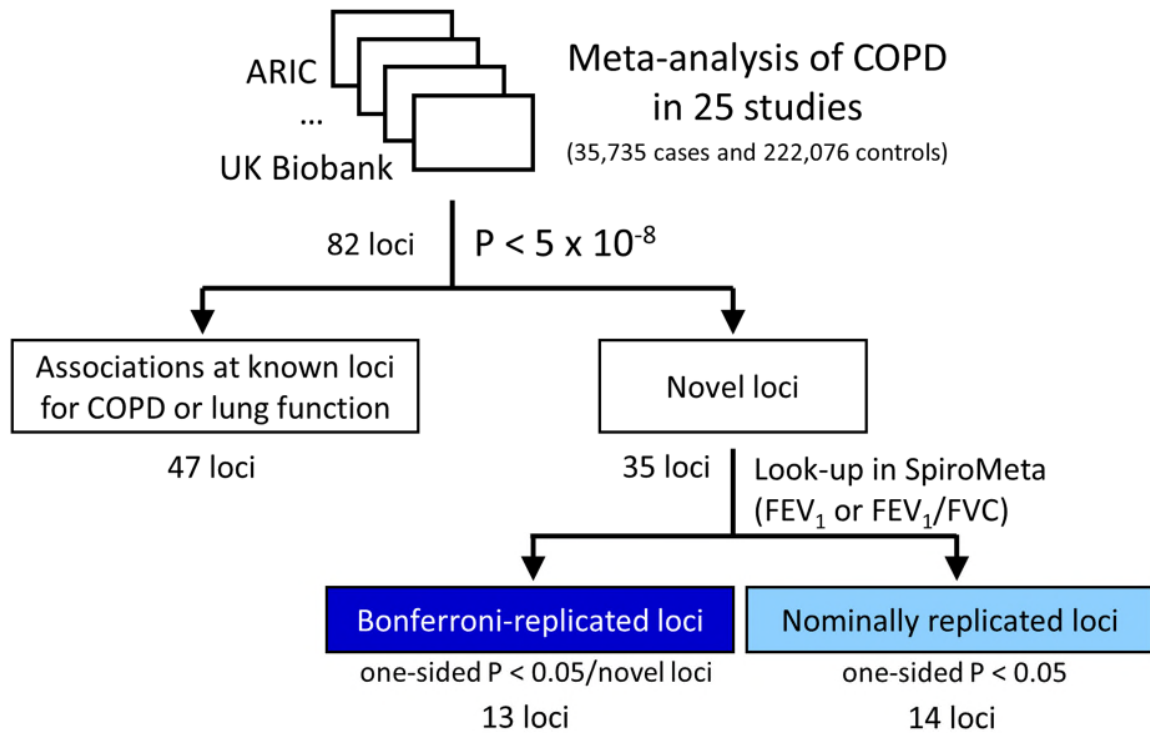 ARIC
...
UK Biobank
Meta-analysis of COPD
in 25 studies
(35,735 cases and 222,076 controls)
82 loci
P < 5 x 10⁻⁸
Associations at known loci
for COPD or lung function
47 loci
Novel loci
35 loci
Look-up in SpiroMeta
(FEV₁ or FEV₁/FVC)
Bonferroni-replicated loci
one-sided P < 0.05/novel loci
13 loci
Nominally replicated loci
one-sided P < 0.05
14 loci